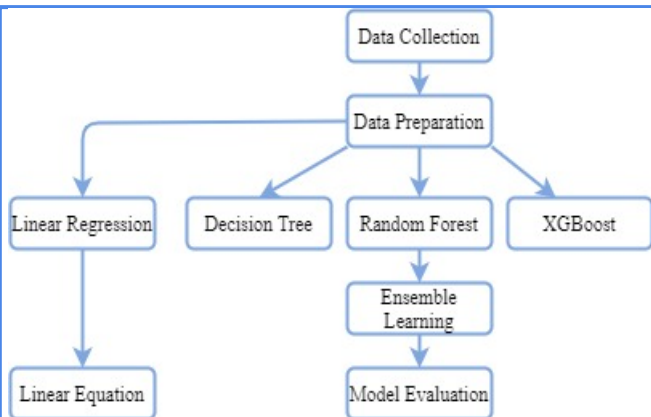 Data Collection
Data Preparation
Linear Regression
Decision Tree
Random Forest
XGBoost
Ensemble
Learning
Linear Equation
Model Evaluation